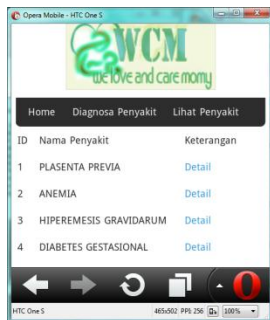 Opera Mobile - HTC One S
WCM
we love and care momy
Home Diagnosa Penyakit Lihat Penyakit
ID Nama Penyakit Keterangan
1 PLASENTA PREVIA Detail
2 ANEMIA Detail
3 HIPEREMESIS GRAVIDARUM Detail
4 DIABETES GESTASIONAL Detail
HTC One S 465x502 PPI: 256 100%